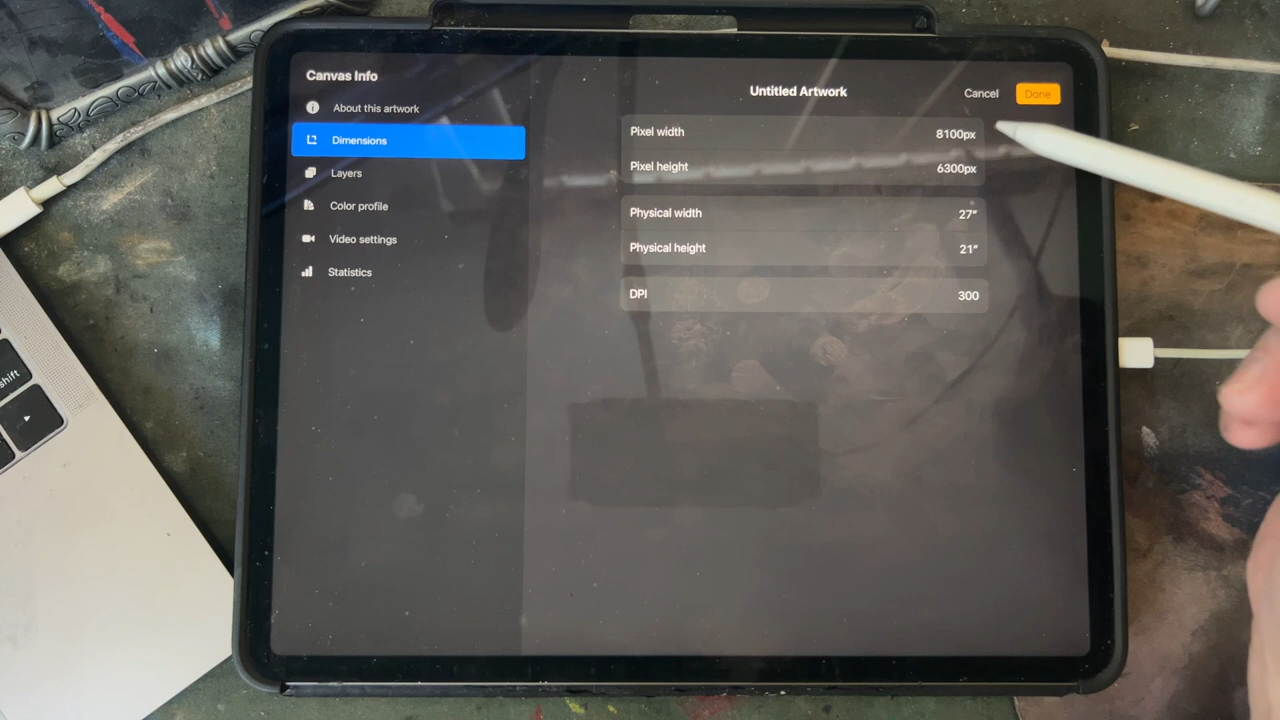 Canvas Info
About this artwork
Dimensions
Layers
Color profile
Video settings
Statistics
Untitled Artwork
Cancel
Done
Pixel width 8100px
Pixel height 6300px
Physical width 27"
Physical height 21"
DPI 300
shift